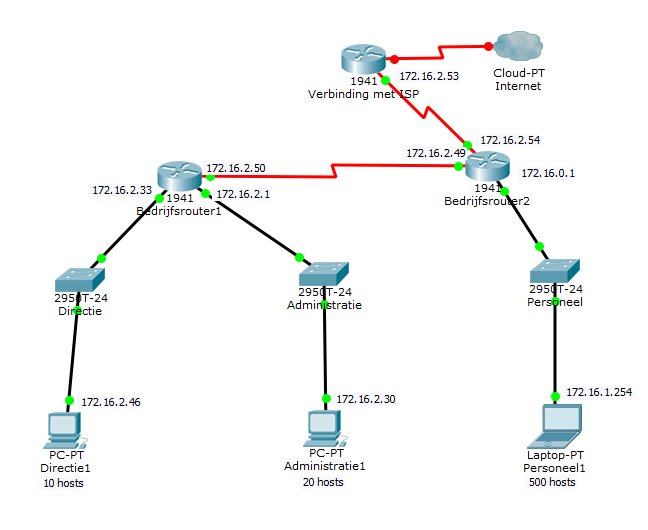 172.16.2.53
1941
Verbinding met ISP
Cloud-PT
Internet
172.16.2.54
172.16.2.49
172.16.0.1
1941
Bedrijfsrouter2
172.16.2.50
172.16.2.33
172.16.2.1
1941
Bedrijfsrouter1
2950T-24
Directie
2950T-24
Administratie
2950T-24
Personeel
172.16.2.46
172.16.2.30
172.16.1.254
PC-PT
Directie1
10 hosts
PC-PT
Administratie1
20 hosts
Laptop-PT
Personeel1
500 hosts